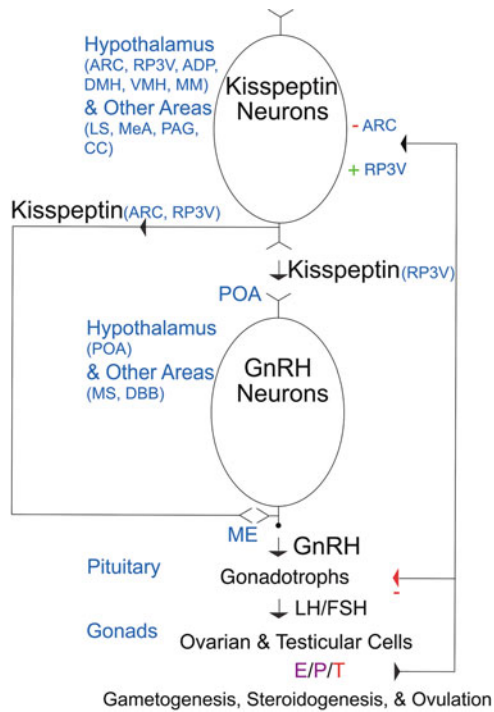 Hypothalamus
(ARC, RP3V, ADP,
DMH, VMH, MM)
& Other Areas
(LS, MeA, PAG,
CC)
Kisspeptin
Neurons
- ARC
+ RP3V
Kisspeptin(ARC, RP3V)
Kisspeptin(RP3V)
POA
Hypothalamus
(POA)
& Other Areas
(MS, DBB)
GnRH
Neurons
ME
GnRH
Pituitary
Gonadotrophs
-
LH/FSH
Gonads
Ovarian & Testicular Cells
E/P/T
Gametogenesis, Steroidogenesis, & Ovulation